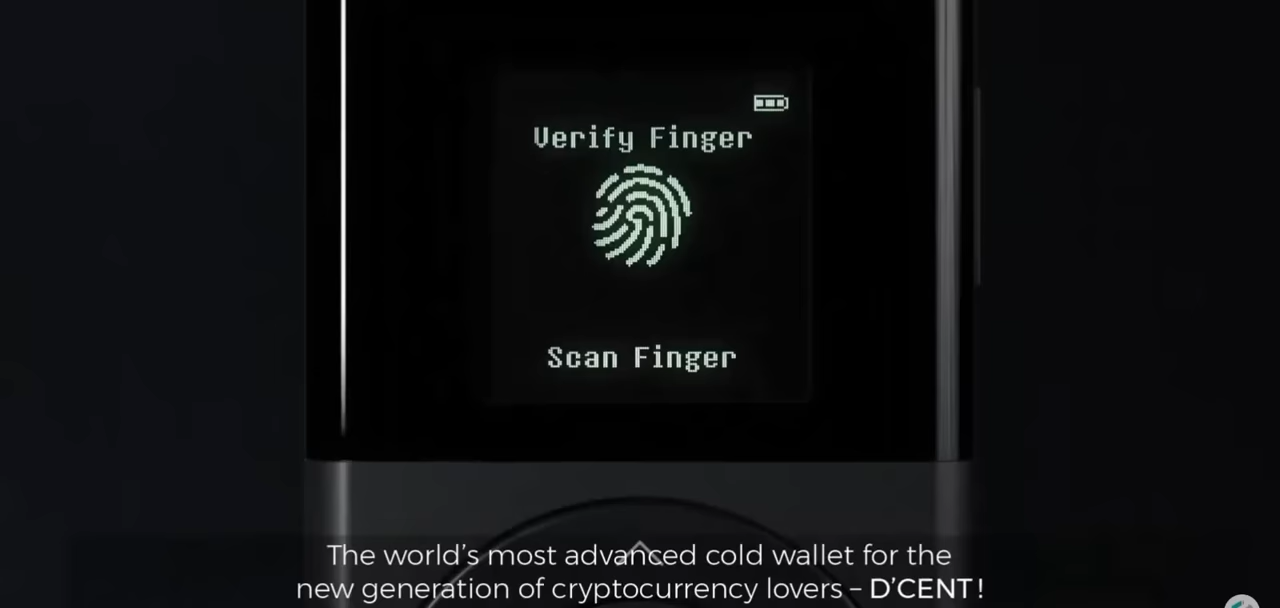 Verify Finger
Scan Finger
The world's most advanced cold wallet for the
new generation of cryptocurrency lovers – D'CENT!